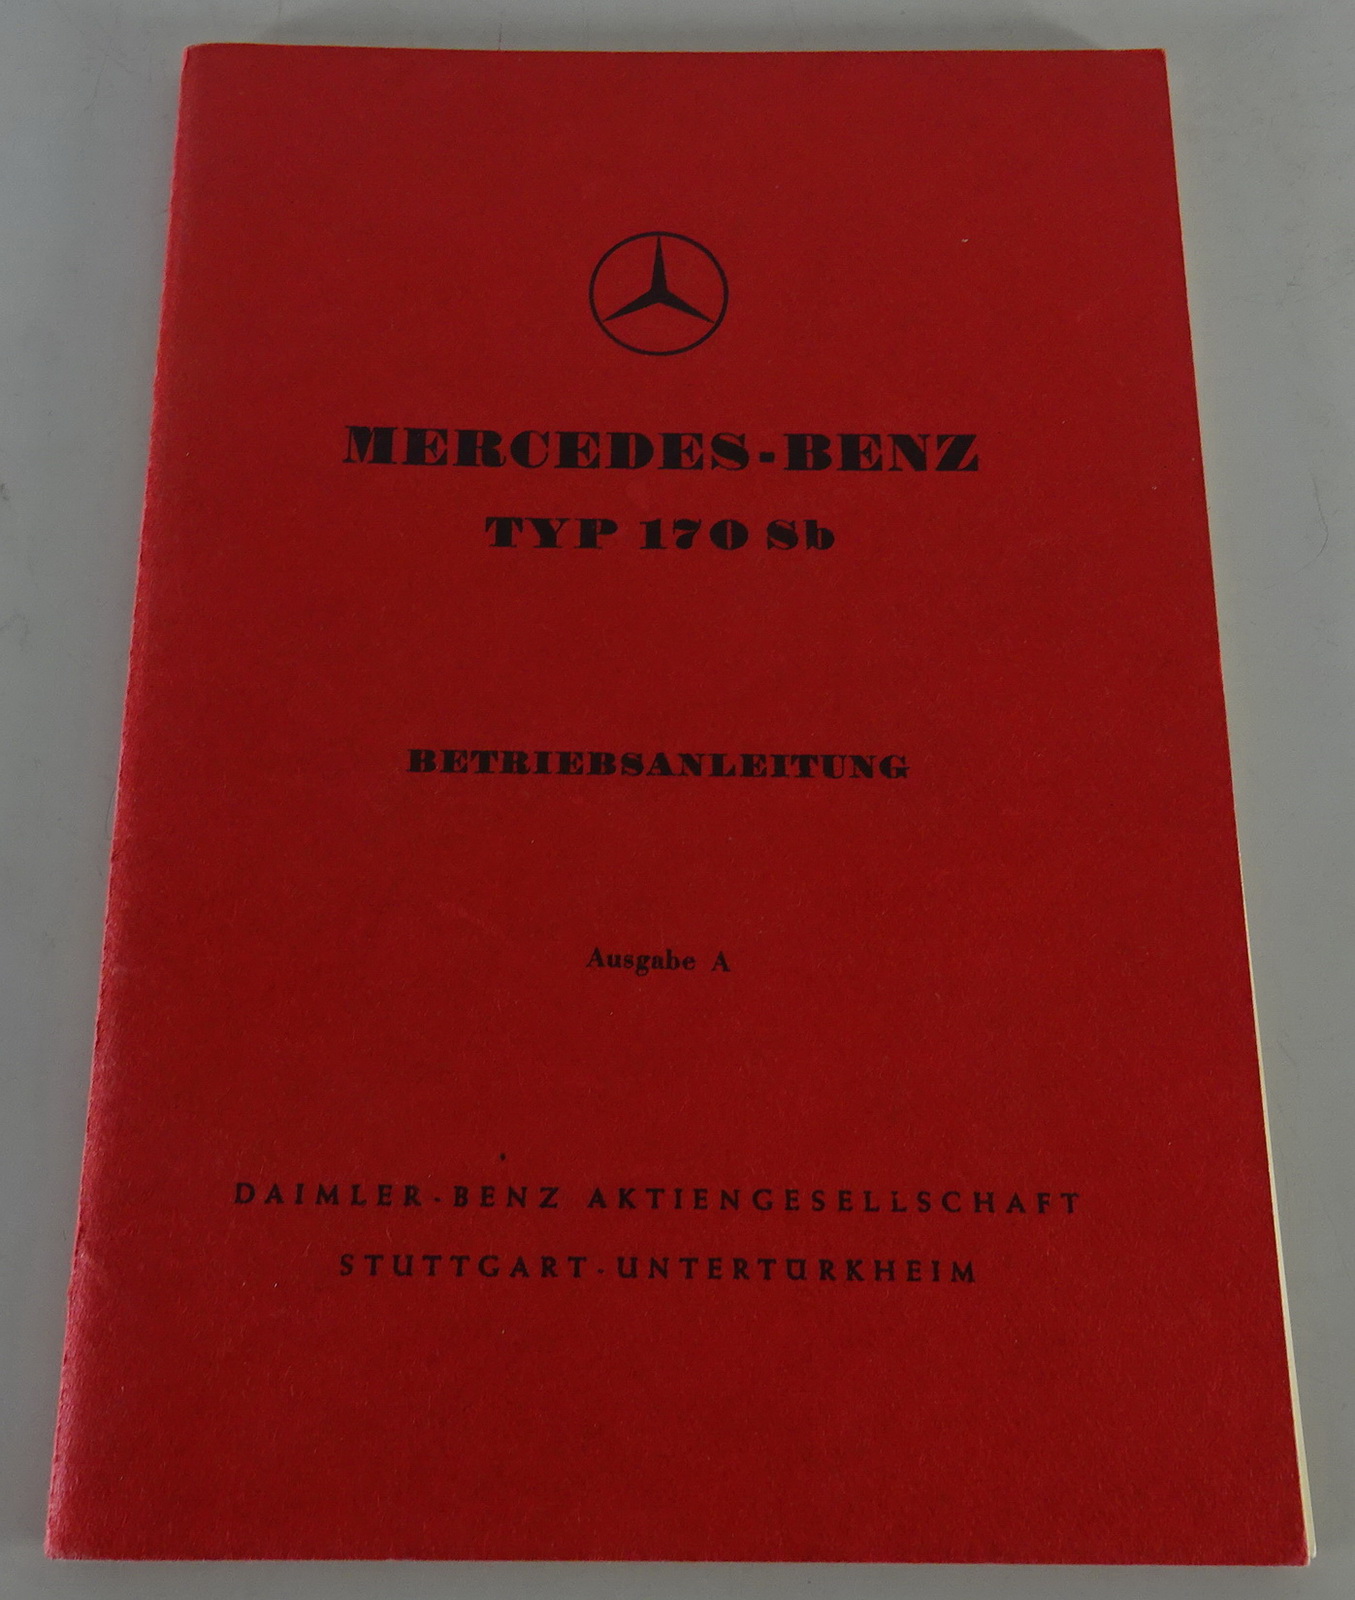 MERCEDES-BENZ
TYP 170 Sb
BETRIEBSANLEITUNG
Ausgabe A
DAIMLER-BENZ AKTIENGESELLSCHAFT
STUTTGART-UNTERTÜRKHEIM